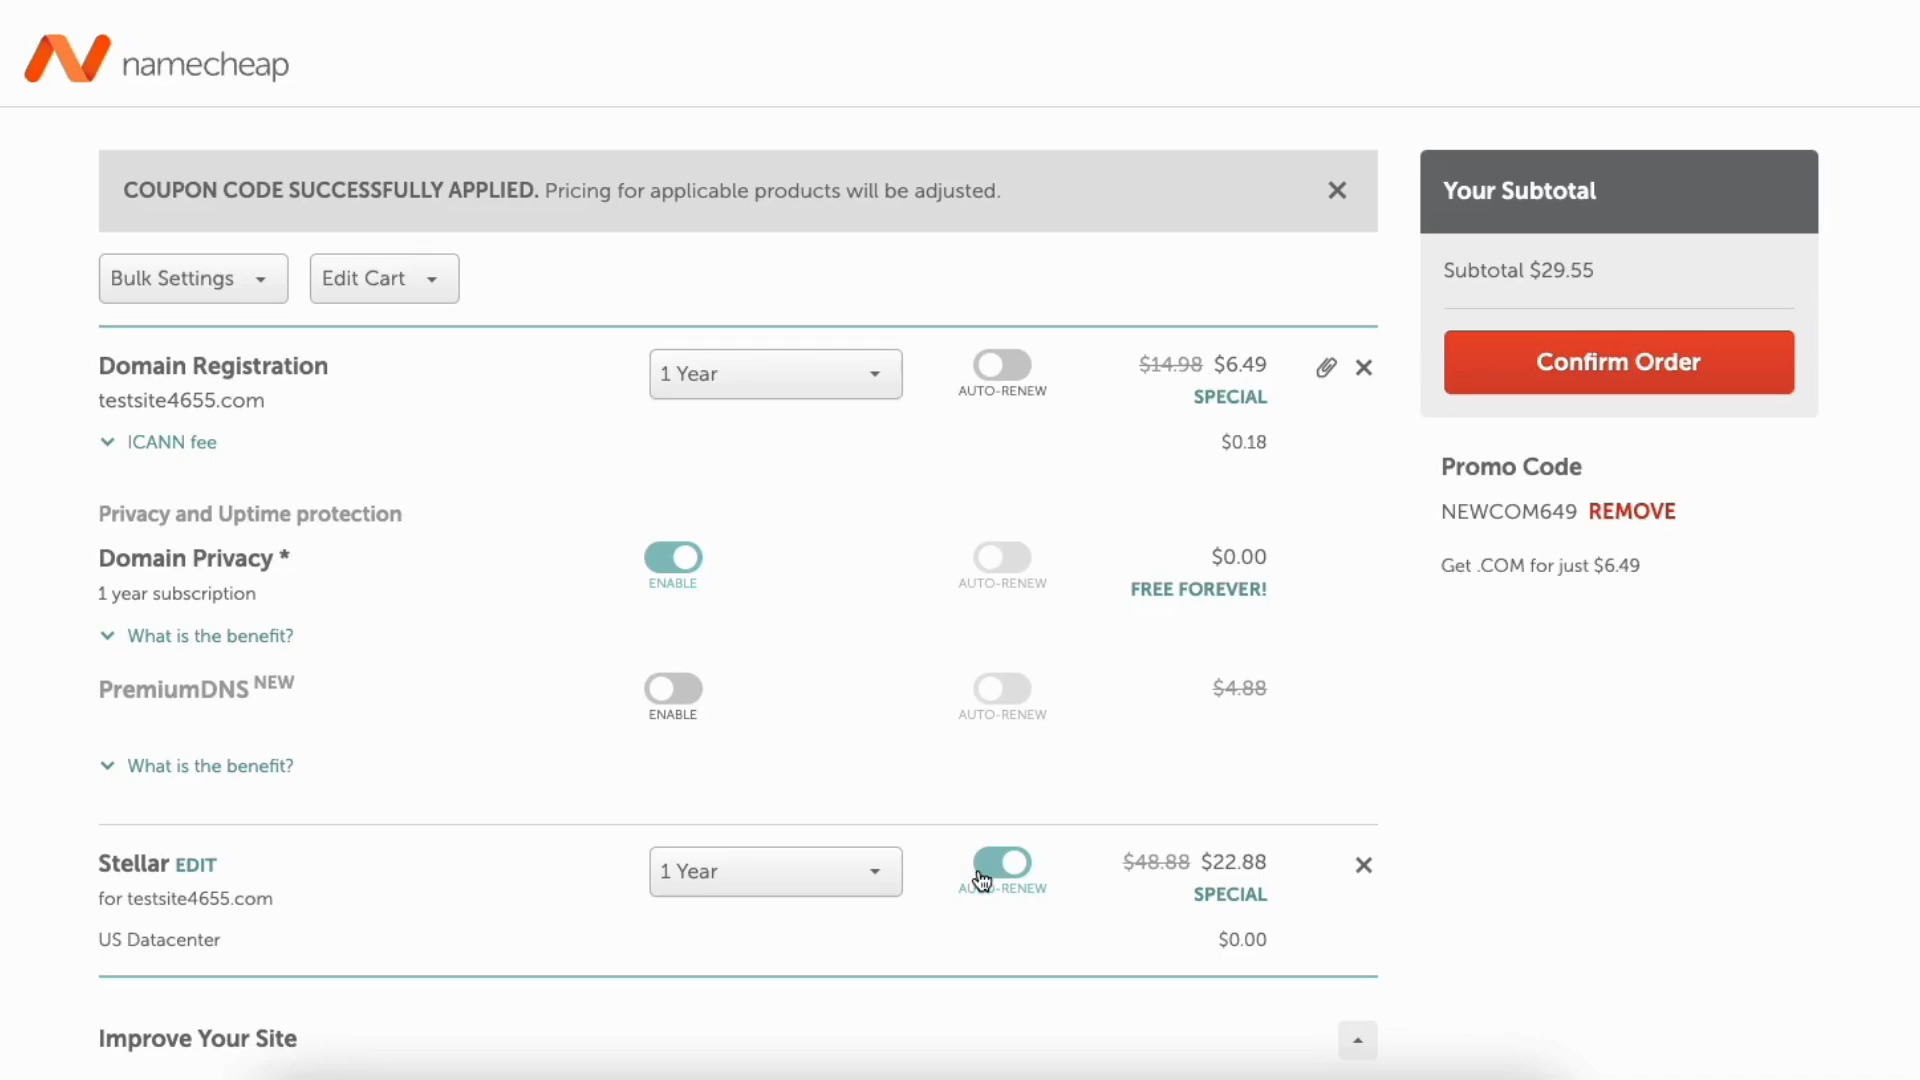 namecheap
COUPON CODE SUCCESSFULLY APPLIED. Pricing for applicable products will be adjusted.
Bulk Settings
Edit Cart
Domain Registration
testsite4655.com
ICANN fee
1 Year
AUTO-RENEW
$14.98 $6.49
SPECIAL
$0.18
Privacy and Uptime protection
Domain Privacy *
1 year subscription
What is the benefit?
ENABLE
AUTO-RENEW
$0.00
FREE FOREVER!
PremiumDNS NEW
ENABLE
AUTO-RENEW
$4.88
What is the benefit?
Stellar EDIT
for testsite4655.com
US Datacenter
1 Year
AUTO-RENEW
$48.88 $22.88
SPECIAL
$0.00
Improve Your Site
Your Subtotal
Subtotal $29.55
Confirm Order
Promo Code
NEWCOM649 REMOVE
Get .COM for just $6.49